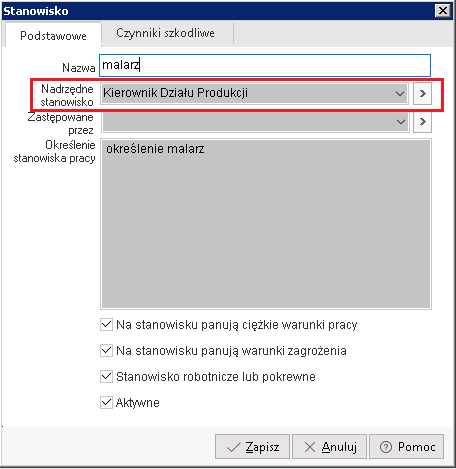 Stanowisko
Podstawowe
Czynniki szkodliwe
Nazwa
malarz
Nadrzędne
stanowisko
Kierownik Działu Produkcji
Zastępowane
przez
Określenie
stanowiska pracy
określenie malarz
Na stanowisku panują ciężkie warunki pracy
Na stanowisku panują warunki zagrożenia
Stanowisko robotnicze lub pokrewne
Aktywne
Zapisz
Anuluj
Pomoc